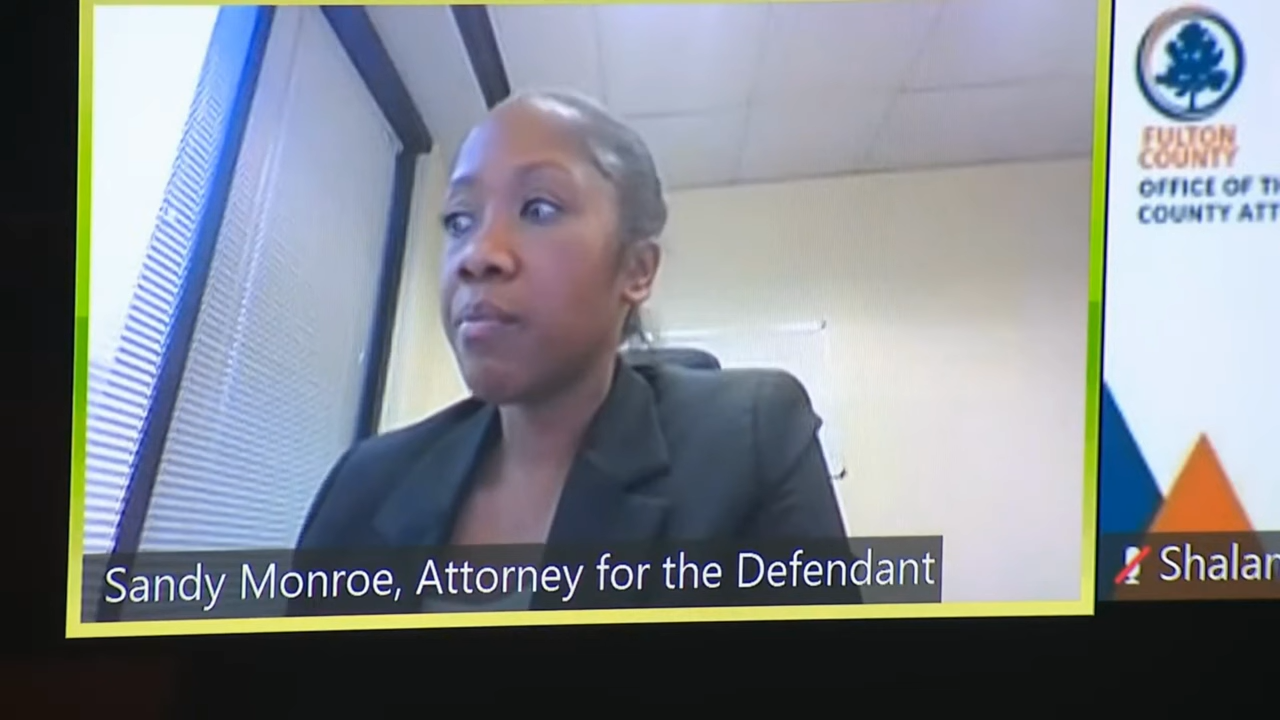 FULTON
COUNTY
OFFICE OF TH
COUNTY ATT
Sandy Monroe, Attorney for the Defendant
Shalan